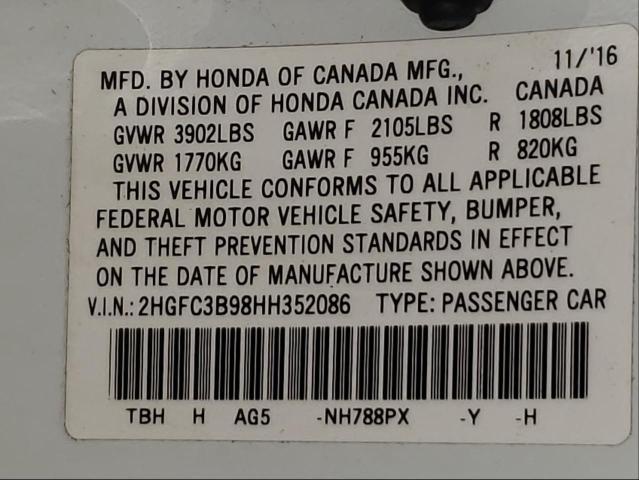 MFD. BY HONDA OF CANADA MFG., 11/'16
A DIVISION OF HONDA CANADA INC. CANADA
GVWR 3902LBS GAWR F 2105LBS R 1808LBS
GVWR 1770KG GAWR F 955KG R 820KG
THIS VEHICLE CONFORMS TO ALL APPLICABLE
FEDERAL MOTOR VEHICLE SAFETY, BUMPER,
AND THEFT PREVENTION STANDARDS IN EFFECT
ON THE DATE OF MANUFACTURE SHOWN ABOVE.
V.I.N.: 2HGFC3B98HH352086 TYPE: PASSENGER CAR
TBH H AG5 -NH788PX -Y -H